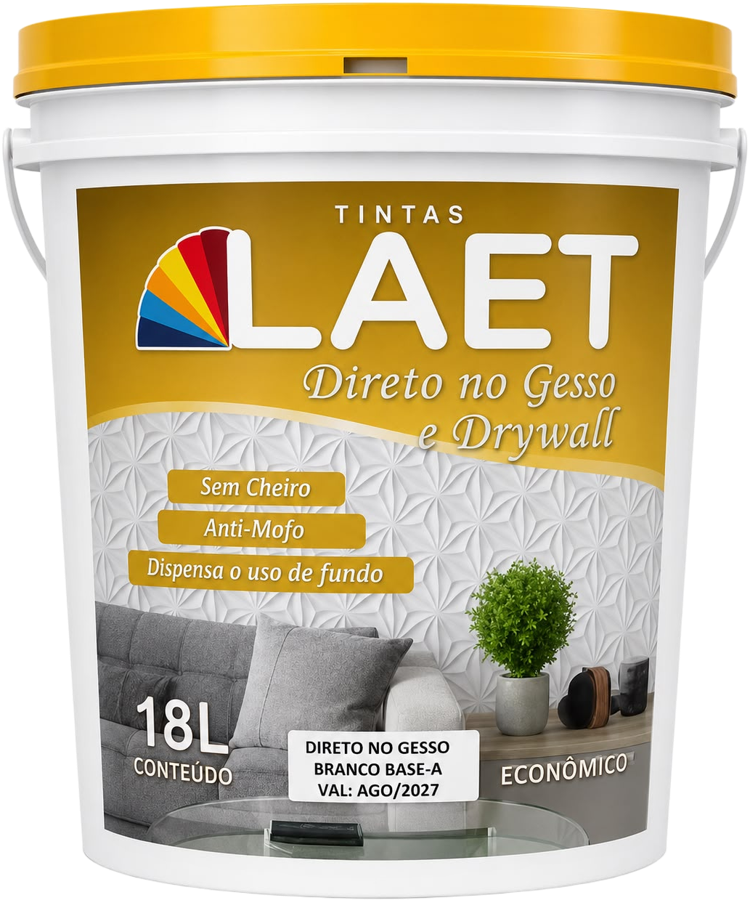 TINTAS
LAET
Direto no Gesso
e Drywall
Sem Cheiro
Anti-Mofo
Dispensa o uso de fundo
18L
CONTEÚDO
DIRETO NO GESSO
BRANCO BASE-A
VAL: AGO/2027
ECONÔMICO